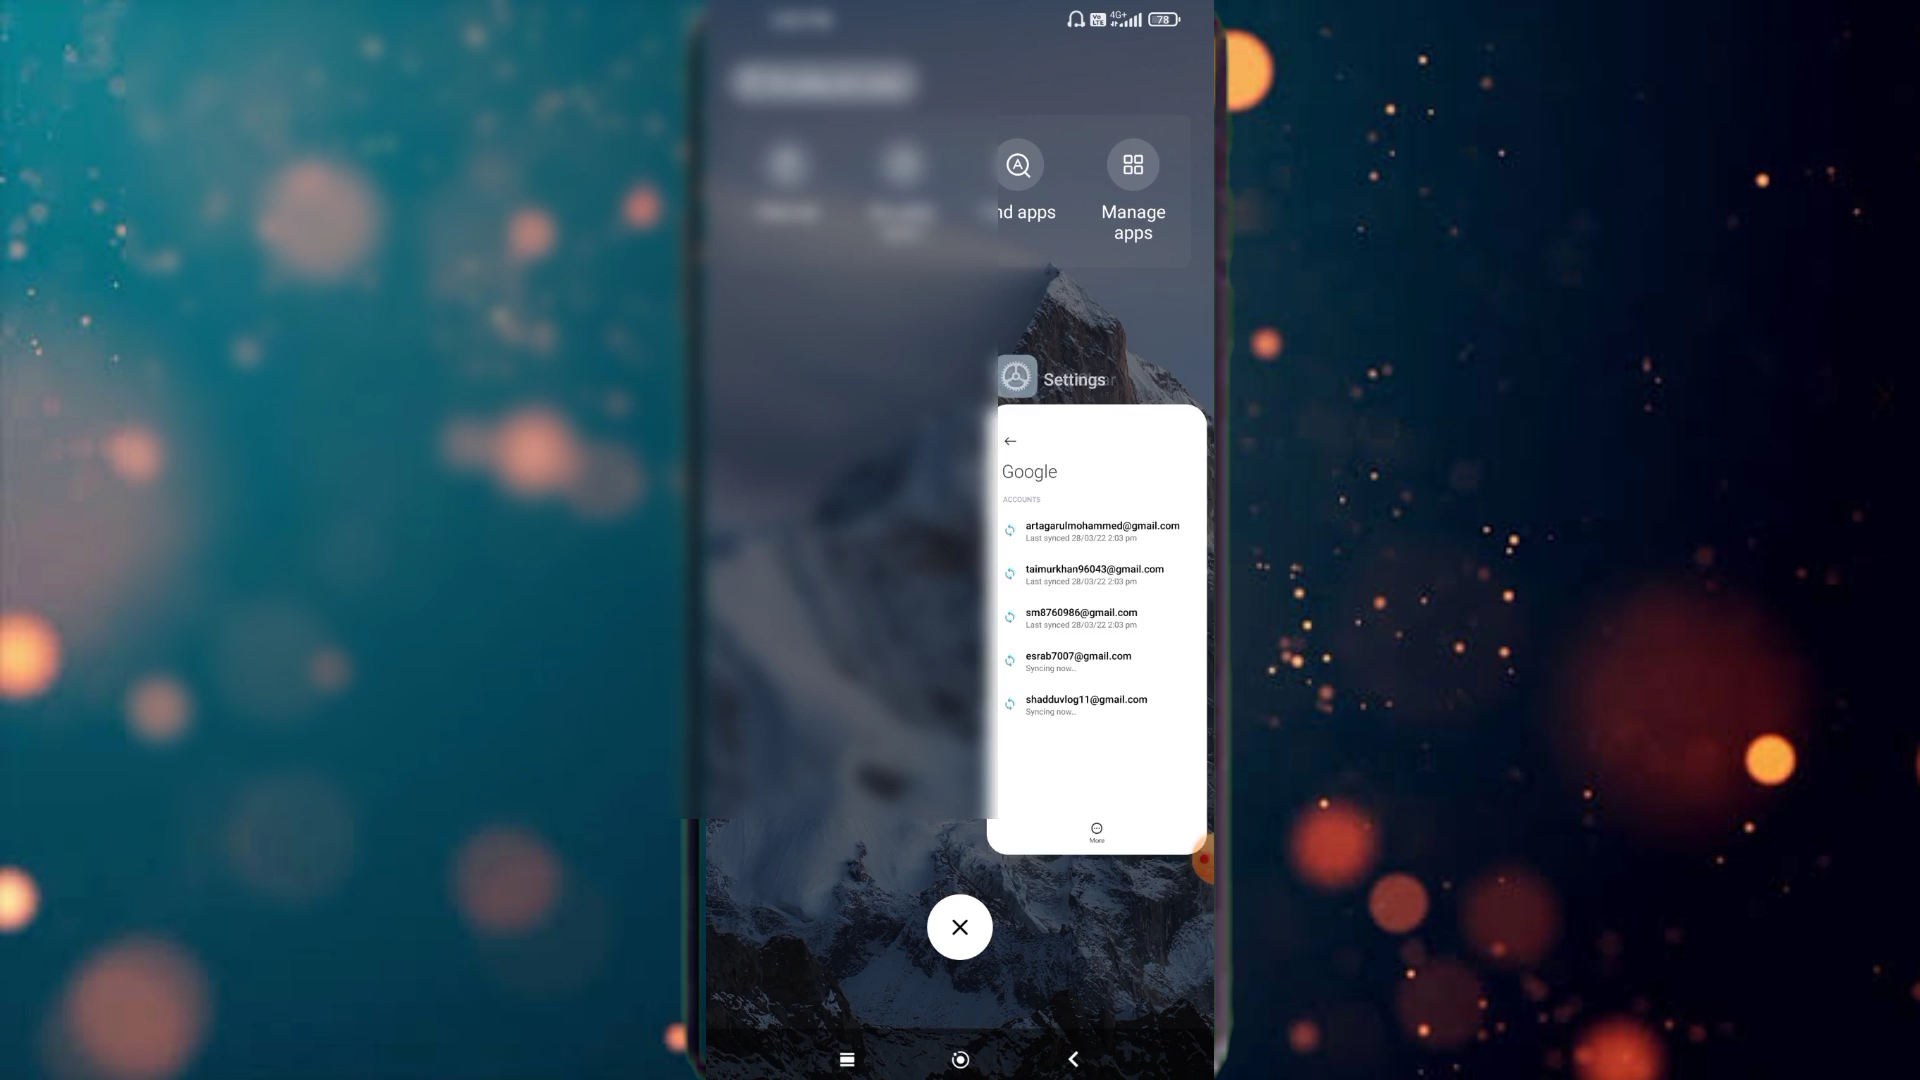 Vo LTE
4G+
78
nd apps
Manage
apps
Settings
Google
ACCOUNTS
artagarulmohammed@gmail.com
Last synced 28/03/22 2:03 pm
taimurkhan96043@gmail.com
Last synced 28/03/22 2:03 pm
sm8760986@gmail.com
Last synced 28/03/22 2:03 pm
esrab7007@gmail.com
Syncing now...
shadduvlog11@gmail.com
Syncing now...
More